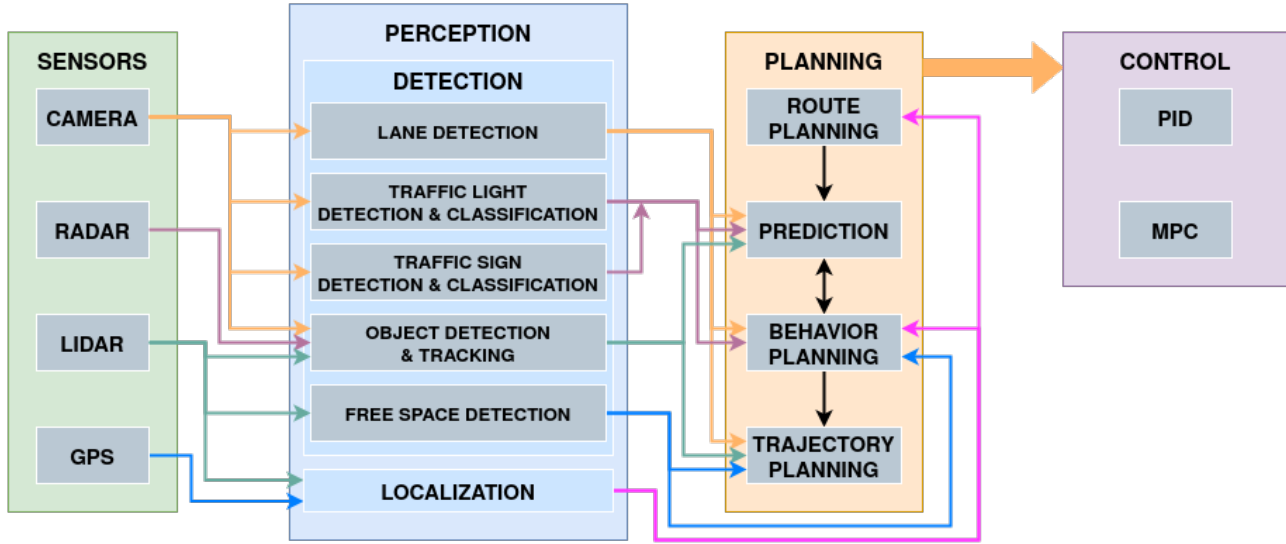 SENSORS
CAMERA
RADAR
LIDAR
GPS
PERCEPTION
DETECTION
LANE DETECTION
TRAFFIC LIGHT
DETECTION & CLASSIFICATION
TRAFFIC SIGN
DETECTION & CLASSIFICATION
OBJECT DETECTION
& TRACKING
FREE SPACE DETECTION
LOCALIZATION
PLANNING
ROUTE
PLANNING
PREDICTION
BEHAVIOR
PLANNING
TRAJECTORY
PLANNING
CONTROL
PID
MPC